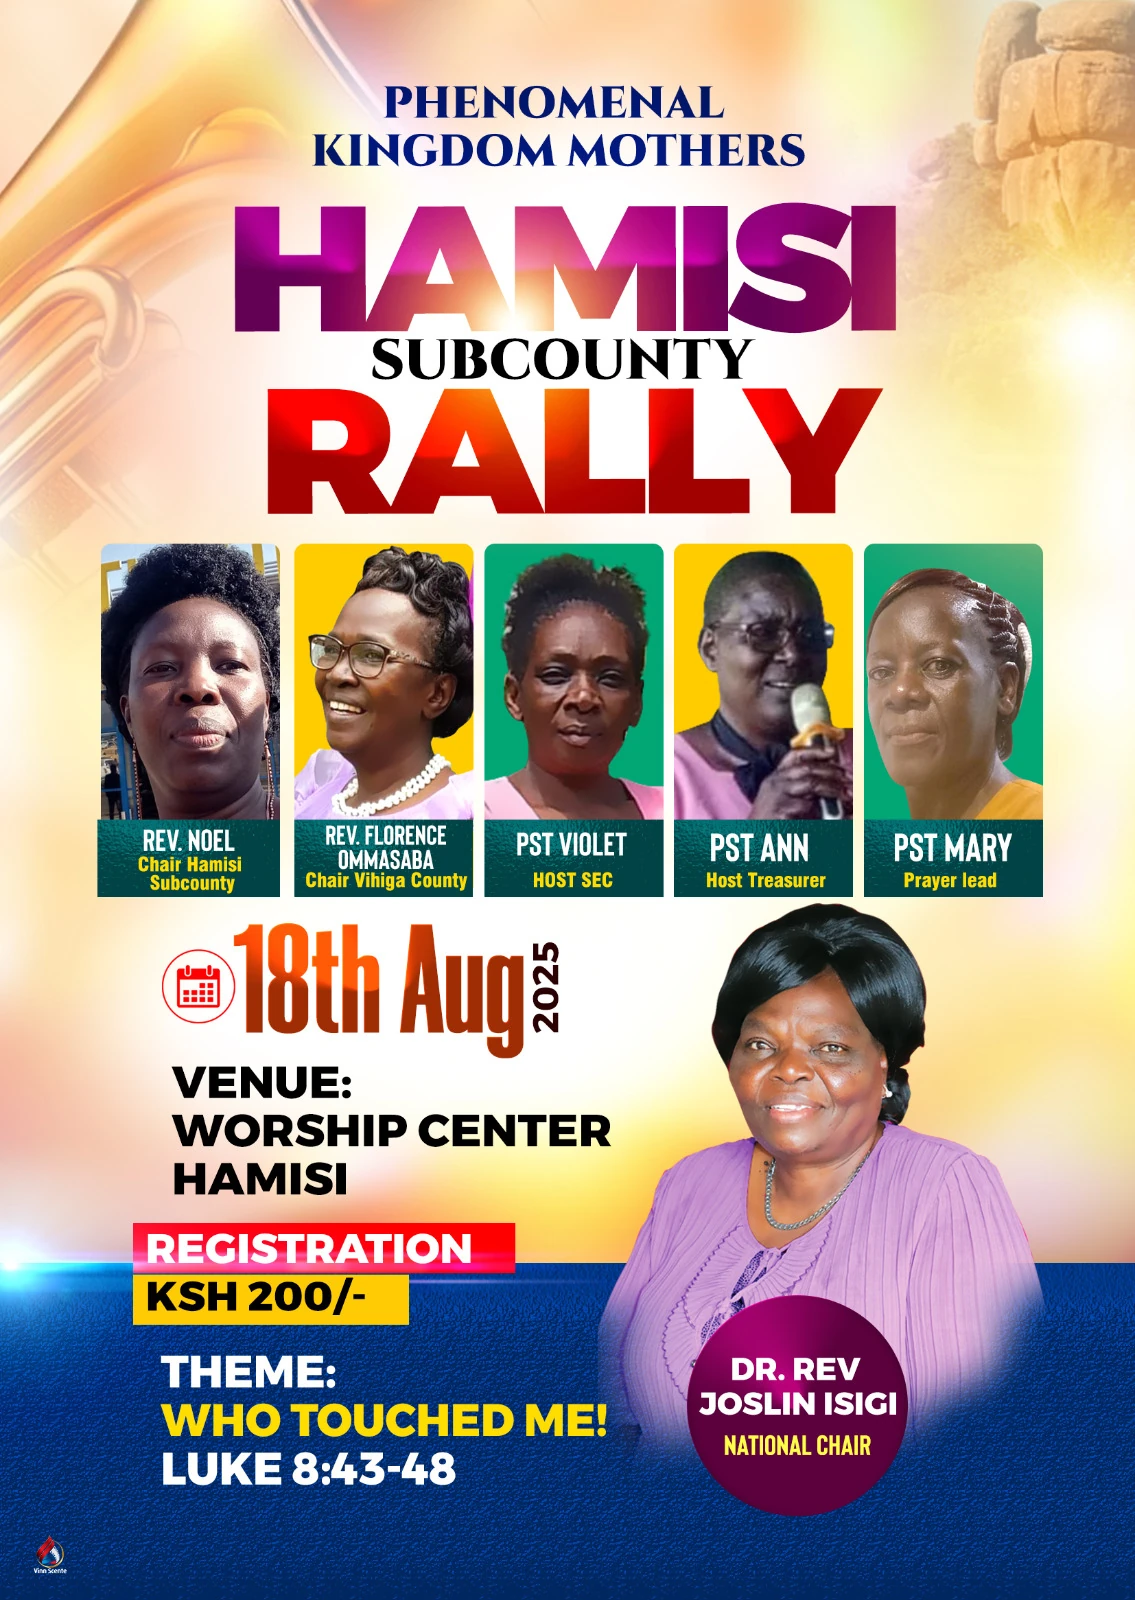 PHENOMENAL
KINGDOM MOTHERS
HAMISI
SUBCOUNTY
RALLY
REV. NOEL
Chair Hamisi
Subcounty
REV. FLORENCE
OMMASABA
Chair Vihiga County
PST VIOLET
HOST SEC
PST ANN
Host Treasurer
PST MARY
Prayer lead
18th Aug 2025
VENUE:
WORSHIP CENTER
HAMISI
REGISTRATION
KSH 200/-
THEME:
WHO TOUCHED ME!
LUKE 8:43-48
DR. REV
JOSLIN ISIGI
NATIONAL CHAIR
Vinn Scente